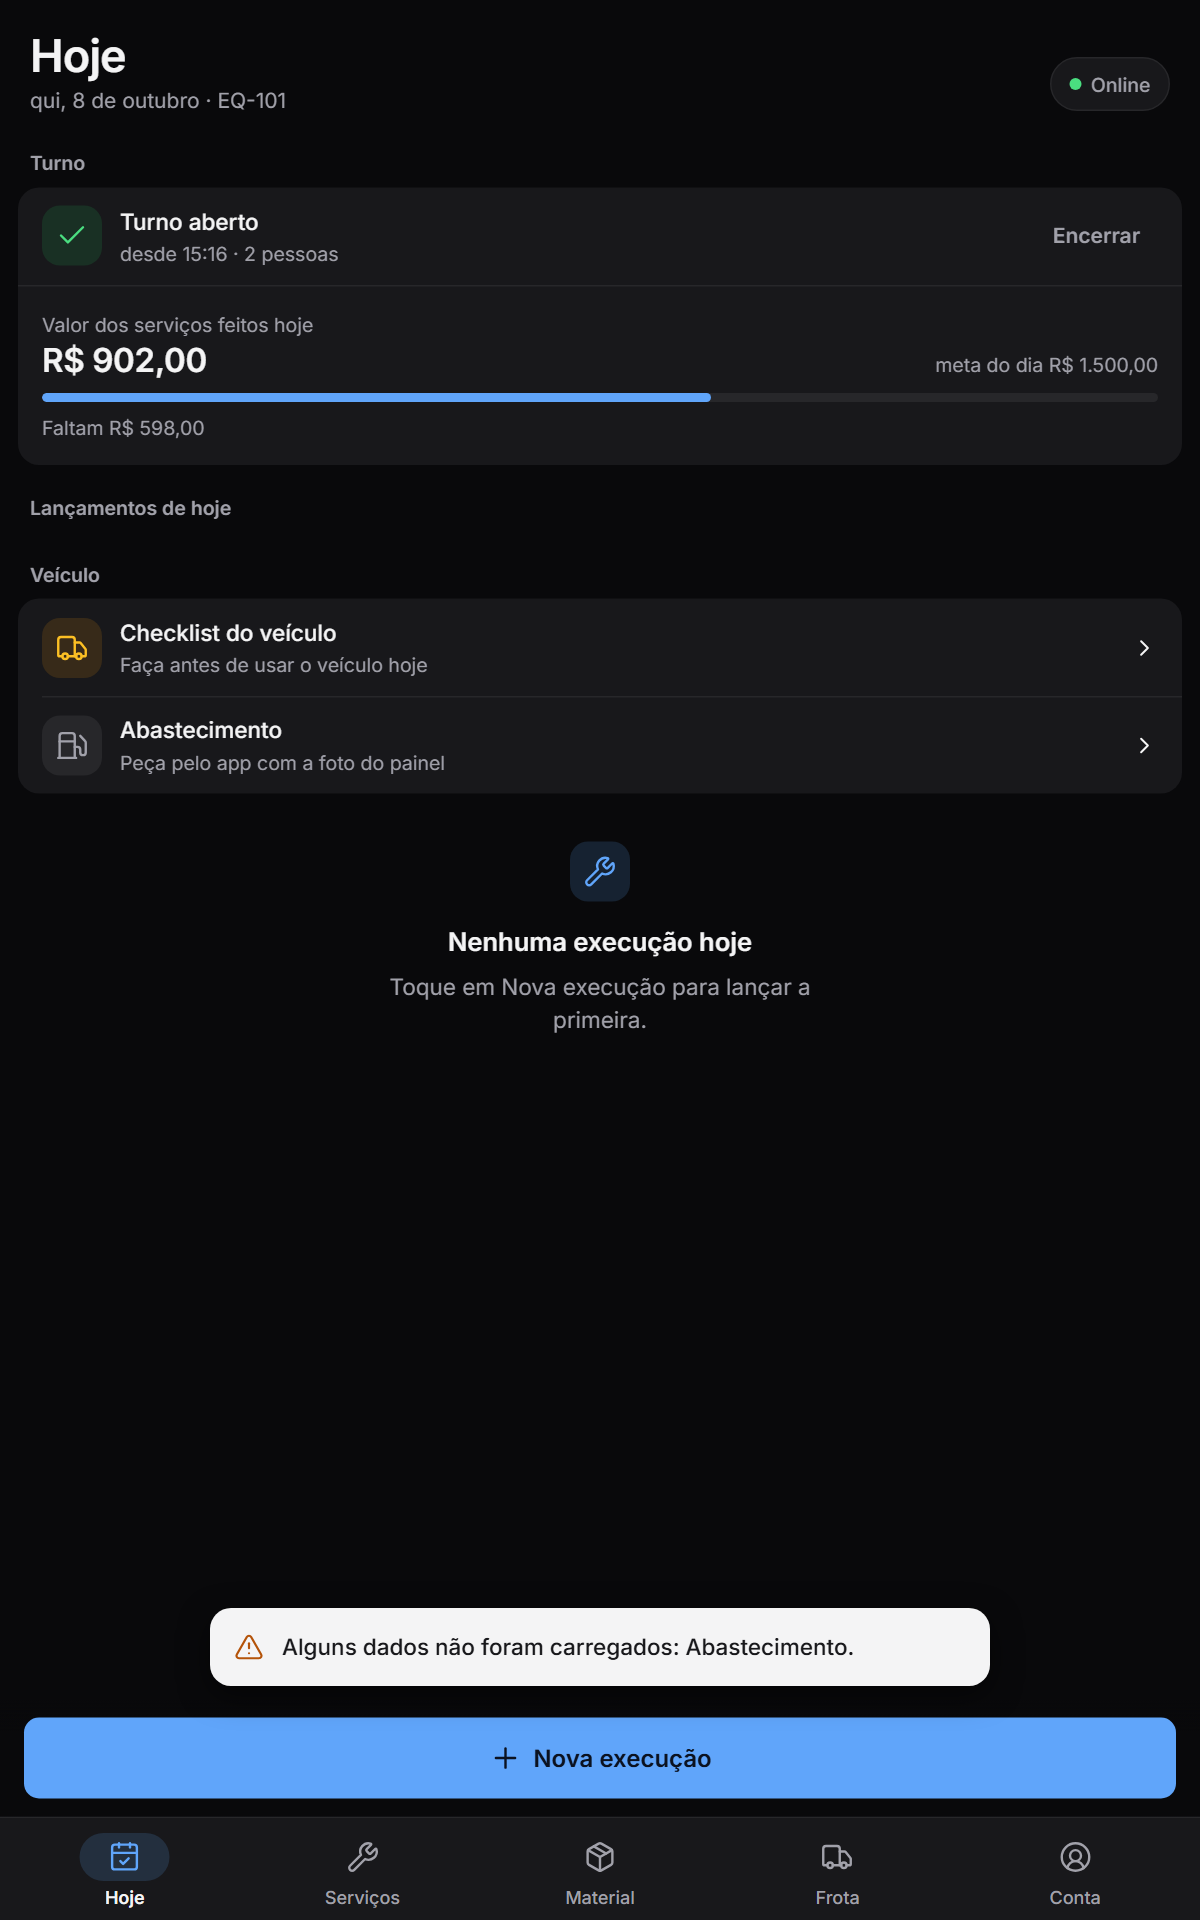 Hoje
qui, 8 de outubro · EQ-101
Online
Turno
Turno aberto
desde 15:16 · 2 pessoas
Encerrar
Valor dos serviços feitos hoje
R$ 902,00
meta do dia R$ 1.500,00
Faltam R$ 598,00
Lançamentos de hoje
Veículo
Checklist do veículo
Faça antes de usar o veículo hoje
Abastecimento
Peça pelo app com a foto do painel
Nenhuma execução hoje
Toque em Nova execução para lançar a
primeira.
Alguns dados não foram carregados: Abastecimento.
Nova execução
Hoje
Serviços
Material
Frota
Conta